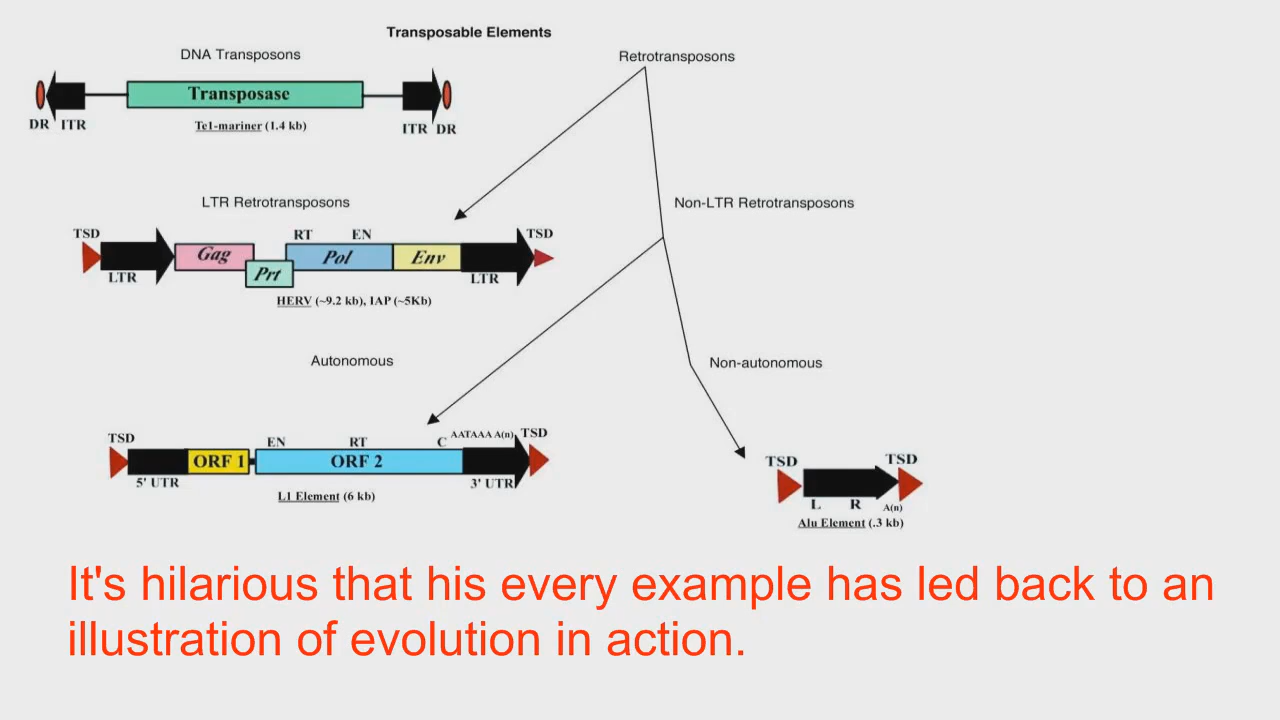 Transposable Elements
DNA Transposons
Retrotransposons
Transposase
DR ITR
ITR DR
Tc1-mariner (1.4 kb)
LTR Retrotransposons
Non-LTR Retrotransposons
TSD
RT
EN
TSD
Gag
Prt
Pol
Env
LTR
LTR
HERV (~9.2 kb), IAP (~5Kb)
Autonomous
Non-autonomous
TSD
EN
RT
C
AATAAA A(n)
TSD
ORF 1
ORF 2
5' UTR
3' UTR
L1 Element (6 kb)
TSD
TSD
L
R
A(n)
Alu Element (.3 kb)
It's hilarious that his every example has led back to an
illustration of evolution in action.